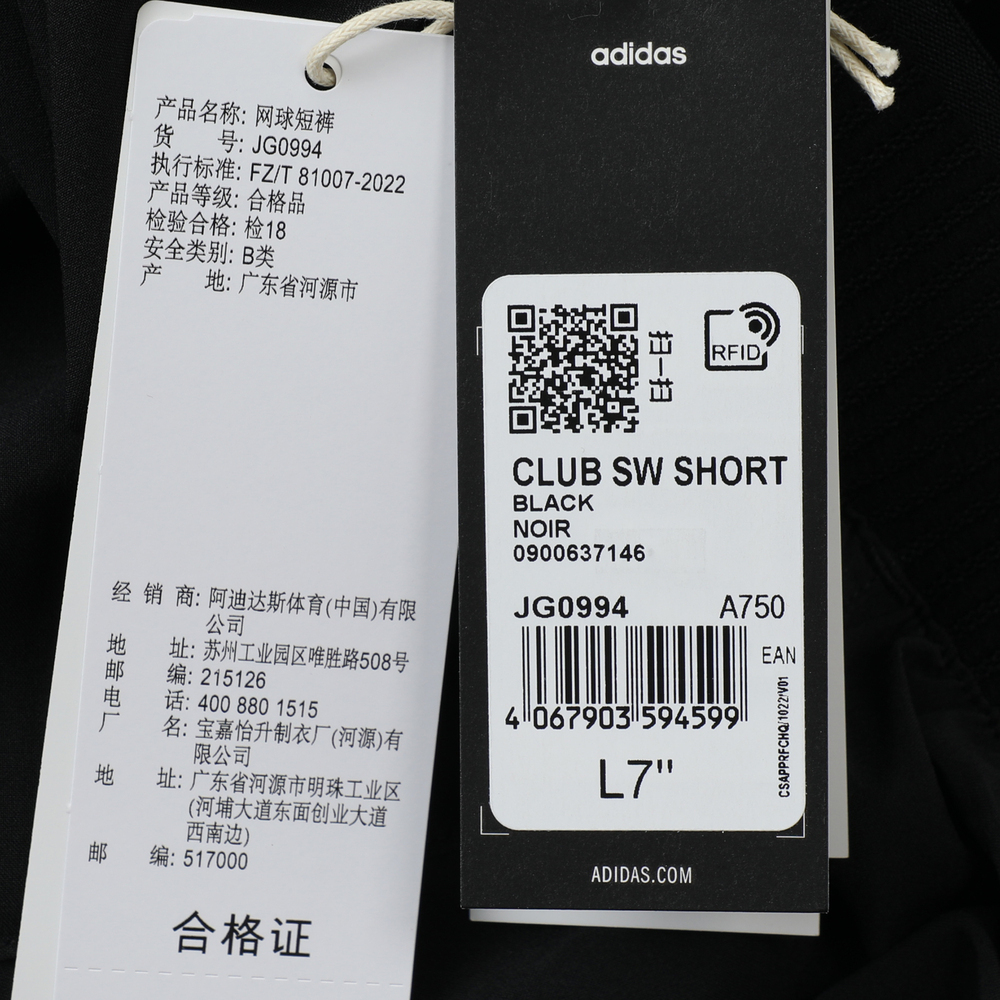 产品名称: 网球短裤
货 号: JG0994
执行标准: FZ/T 81007-2022
产品等级: 合格品
检验合格: 检18
安全类别: B类
产 地: 广东省河源市
经 销 商: 阿迪达斯体育(中国)有限
公司
地 址: 苏州工业园区唯胜路508号
邮 编: 215126
电 话: 400 880 1515
厂 名: 宝嘉怡升制衣厂(河源)有
限公司
地 址: 广东省河源市明珠工业区
(河埔大道东面创业大道
西南边)
邮 编: 517000
合格证
adidas
扫一扫
RFID
CLUB SW SHORT
BLACK
NOIR
0900637146
JG0994 A750
EAN
4 067903 594599
CSAPPRFCHQ/1022/V01
L7"
ADIDAS.COM